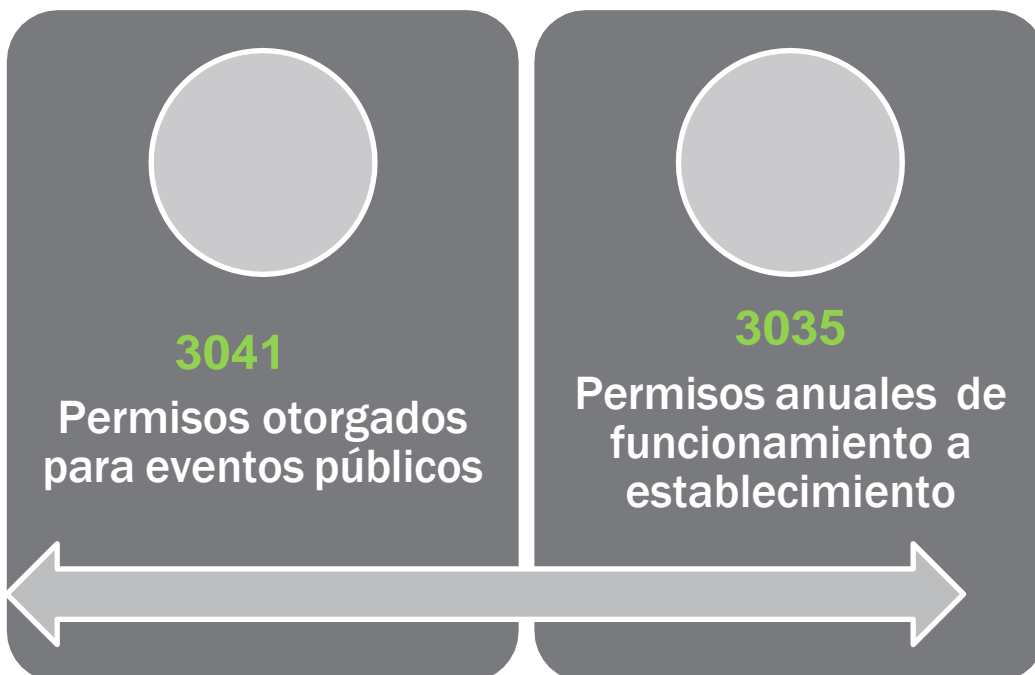 3041
Permisos otorgados
para eventos públicos
3035
Permisos anuales de
funcionamiento a
establecimiento